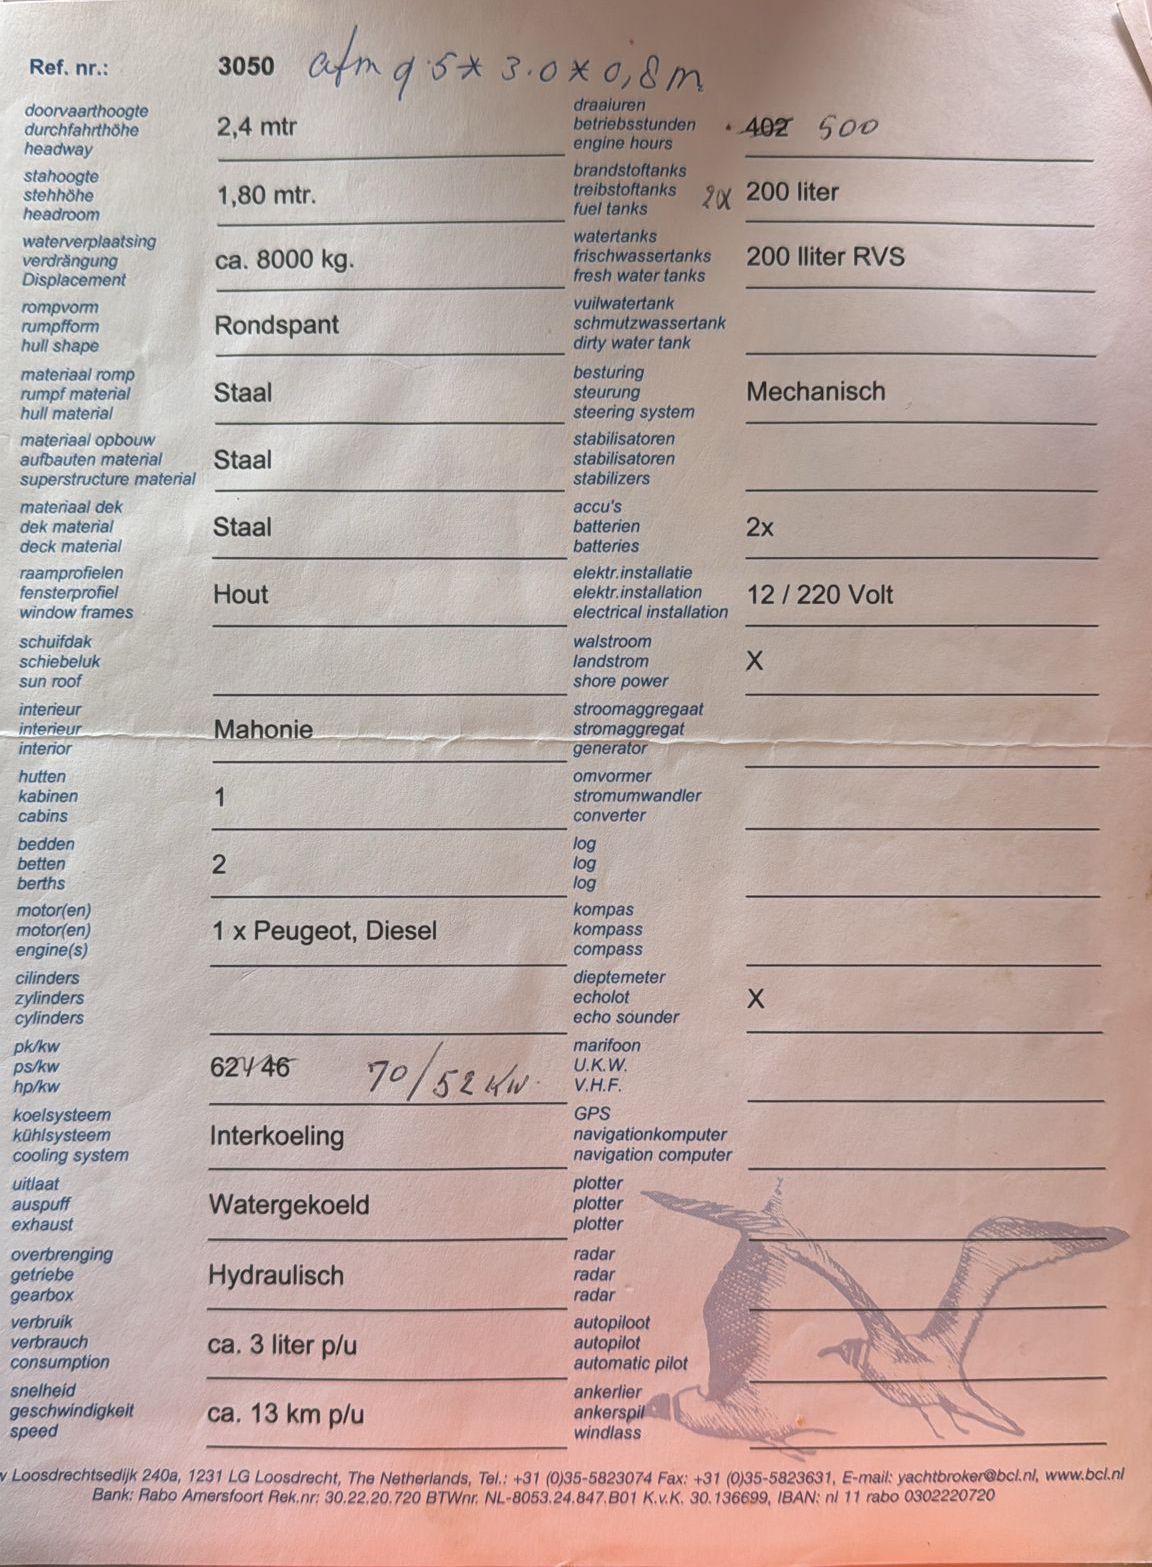 Ref. nr.: 3050 afm 9.5 * 3.0 * 0,8 m
doorvaarthoogte
durchfahrthöhe 2,4 mtr
headway
draaiuren
betriebsstunden 402 500
engine hours
stahoogte
stehhöhe 1,80 mtr.
headroom
brandstoftanks
treibstoftanks 2x 200 liter
fuel tanks
waterverplaatsing
verdrängung ca. 8000 kg.
Displacement
watertanks
frischwassertanks 200 lliter RVS
fresh water tanks
rompvorm
rumpfform Rondspant
hull shape
vuilwatertank
schmutzwassertank
dirty water tank
materiaal romp
rumpf material Staal
hull material
besturing
steurung Mechanisch
steering system
materiaal opbouw
aufbauten material Staal
superstructure material
stabilisatoren
stabilisatoren
stabilizers
materiaal dek
dek material Staal
deck material
accu's
batterien 2x
batteries
raamprofielen
fensterprofiel Hout
window frames
elektr.installatie
elektr.installation 12 / 220 Volt
electrical installation
schuifdak
schiebeluk
sun roof
walstroom
landstrom X
shore power
interieur
interieur Mahonie
interior
stroomaggregaat
stromaggregat
generator
hutten
kabinen 1
cabins
omvormer
stromumwandler
converter
bedden
betten 2
berths
log
log
log
motor(en)
motor(en) 1 x Peugeot, Diesel
engine(s)
kompas
kompass
compass
cilinders
zylinders
cylinders
dieptemeter
echolot X
echo sounder
pk/kw
ps/kw 62 / 46 70/52 KW.
hp/kw
marifoon
U.K.W.
V.H.F.
koelsysteem
kühlsysteem Interkoeling
cooling system
GPS
navigationkomputer
navigation computer
uitlaat
auspuff Watergekoeld
exhaust
plotter
plotter
plotter
overbrenging
getriebe Hydraulisch
gearbox
radar
radar
radar
verbruik
verbrauch ca. 3 liter p/u
consumption
autopiloot
autopilot
automatic pilot
snelheid
geschwindigkeit ca. 13 km p/u
speed
ankerlier
ankerspil
windlass
w Loosdrechtsedijk 240a, 1231 LG Loosdrecht, The Netherlands, Tel.: +31 (0)35-5823074 Fax: +31 (0)35-5823631, E-mail: yachtbroker@bcl.nl, www.bcl.nl
Bank: Rabo Amersfoort Rek.nr: 30.22.20.720 BTWnr. NL-8053.24.847.B01 K.v.K. 30.136699, IBAN: nl 11 rabo 0302220720